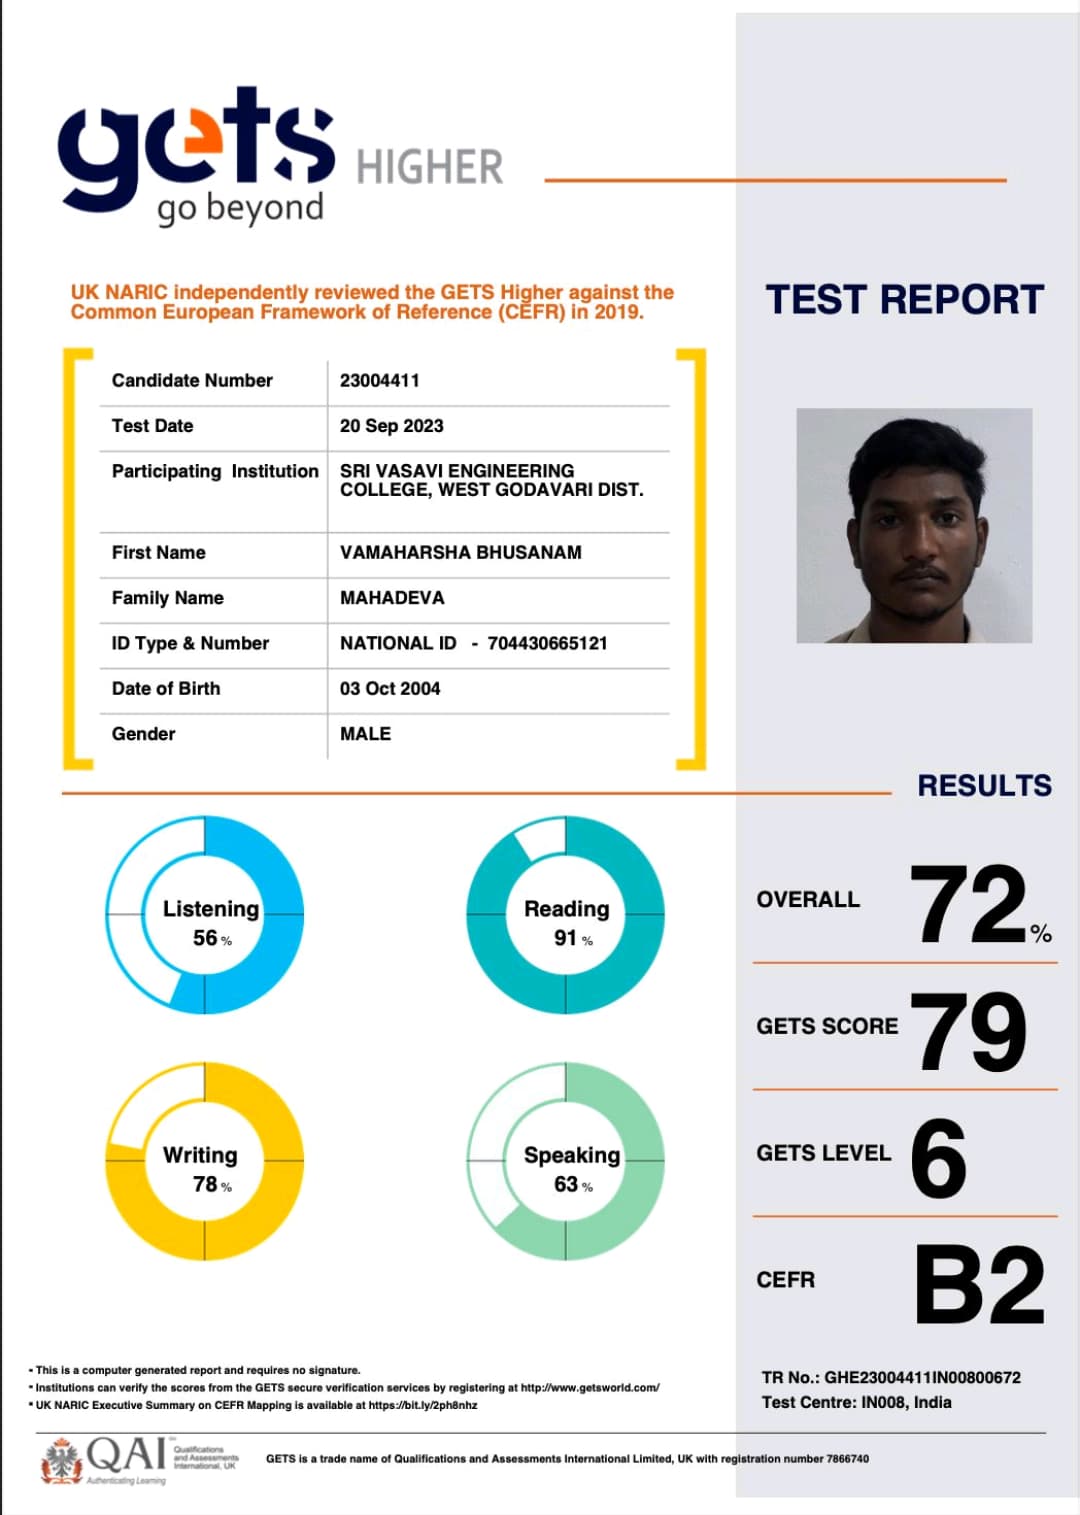 gets HIGHER
go beyond
UK NARIC independently reviewed the GETS Higher against the
Common European Framework of Reference (CEFR) in 2019.
TEST REPORT
Candidate Number 23004411
Test Date 20 Sep 2023
Participating Institution SRI VASAVI ENGINEERING
COLLEGE, WEST GODAVARI DIST.
First Name VAMAHARSHA BHUSANAM
Family Name MAHADEVA
ID Type & Number NATIONAL ID - 704430665121
Date of Birth 03 Oct 2004
Gender MALE
RESULTS
Listening
56 %
Reading
91 %
Writing
78 %
Speaking
63 %
OVERALL 72 %
GETS SCORE 79
GETS LEVEL 6
CEFR B2
- This is a computer generated report and requires no signature.
* Institutions can verify the scores from the GETS secure verification services by registering at http://www.getsworld.com/
* UK NARIC Executive Summary on CEFR Mapping is available at https://bit.ly/2ph8nhz
TR No.: GHE23004411IN00800672
Test Centre: IN008, India
QAI
Qualifications
and Assessments
International, UK
Authenticating Learning
GETS is a trade name of Qualifications and Assessments International Limited, UK with registration number 7866740